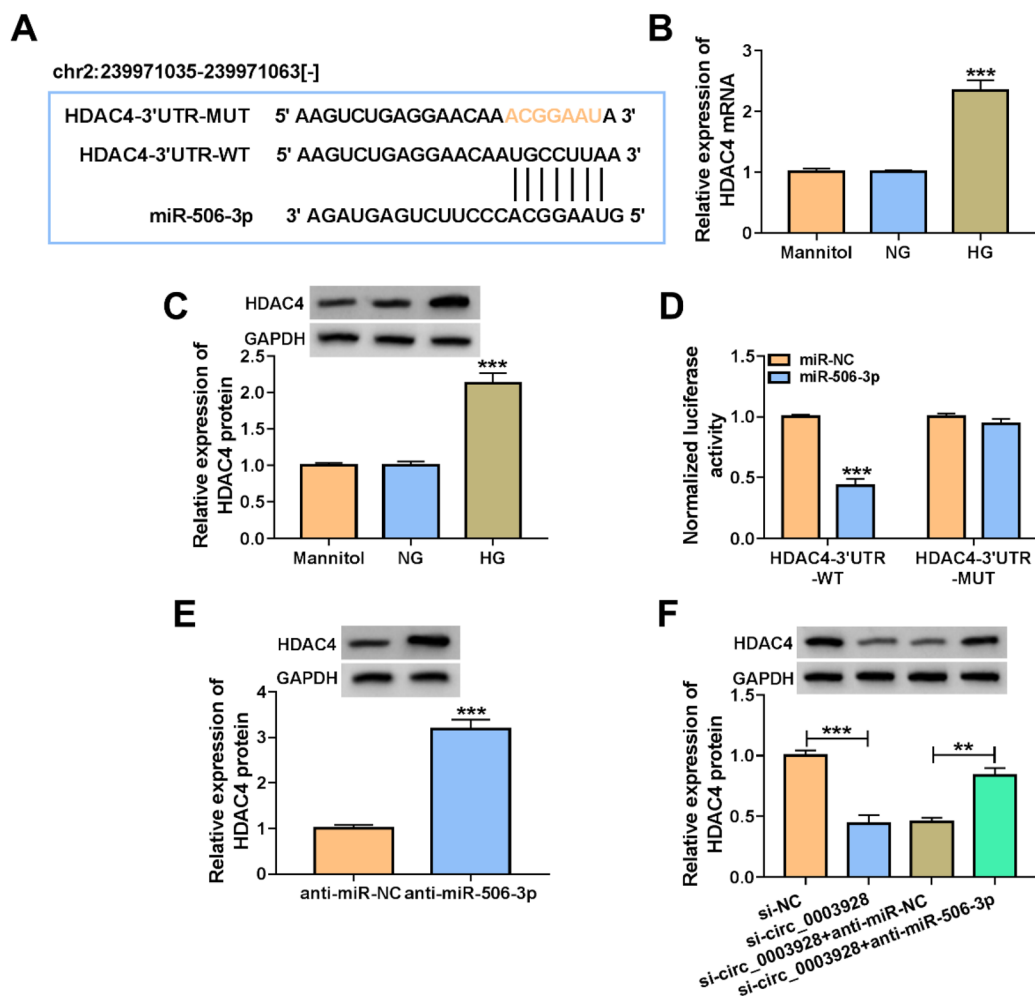 A
chr2:239971035-239971063[-]
HDAC4-3'UTR-MUT 5' AAGUCUGAGGAACAAACGGAAUA 3'
HDAC4-3'UTR-WT 5' AAGUCUGAGGAACAAUGCCUUAA 3'
miR-506-3p 3' AGAUGAGUCUUCCCACGGAAUG 5'
B
Relative expression of
HDAC4 mRNA
3
2
1
0
***
Mannitol NG HG
C
HDAC4
GAPDH
Relative expression of
HDAC4 protein
2.5
2.0
1.5
1.0
0.5
0.0
***
Mannitol NG HG
D
Normalized luciferase
activity
1.5
1.0
0.5
0.0
miR-NC
miR-506-3p
***
HDAC4-3'UTR
-WT
HDAC4-3'UTR
-MUT
E
HDAC4
GAPDH
Relative expression of
HDAC4 protein
4
3
2
1
0
***
anti-miR-NC anti-miR-506-3p
F
HDAC4
GAPDH
Relative expression of
HDAC4 protein
1.5
1.0
0.5
0.0
***
**
si-NC
si-circ_0003928
si-circ_0003928+anti-miR-NC
si-circ_0003928+anti-miR-506-3p